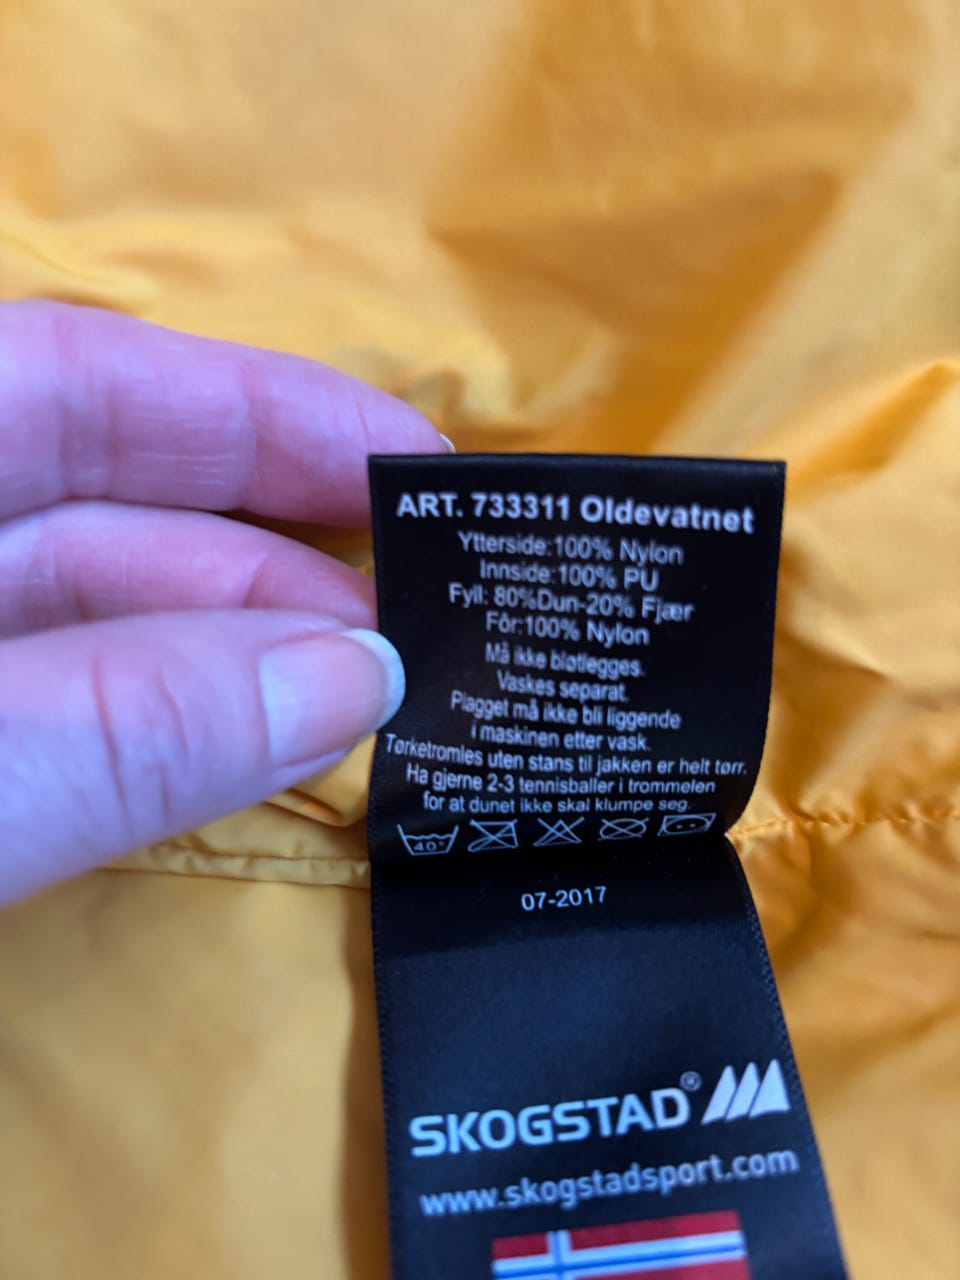 ART. 733311 Oldevatnet
Ytterside:100% Nylon
Innside:100% PU
Fyll: 80%Dun-20% Fjær
Fór:100% Nylon
Må ikke bløtlegges.
Vaskes separat.
Plagget må ikke bli liggende
i maskinen etter vask.
Tørketromles uten stans til jakken er helt tørr.
Ha gjerne 2-3 tennisballer i trommelen
for at dunet ikke skal klumpe seg.
40°
07-2017
SKOGSTAD®
www.skogstadsport.com